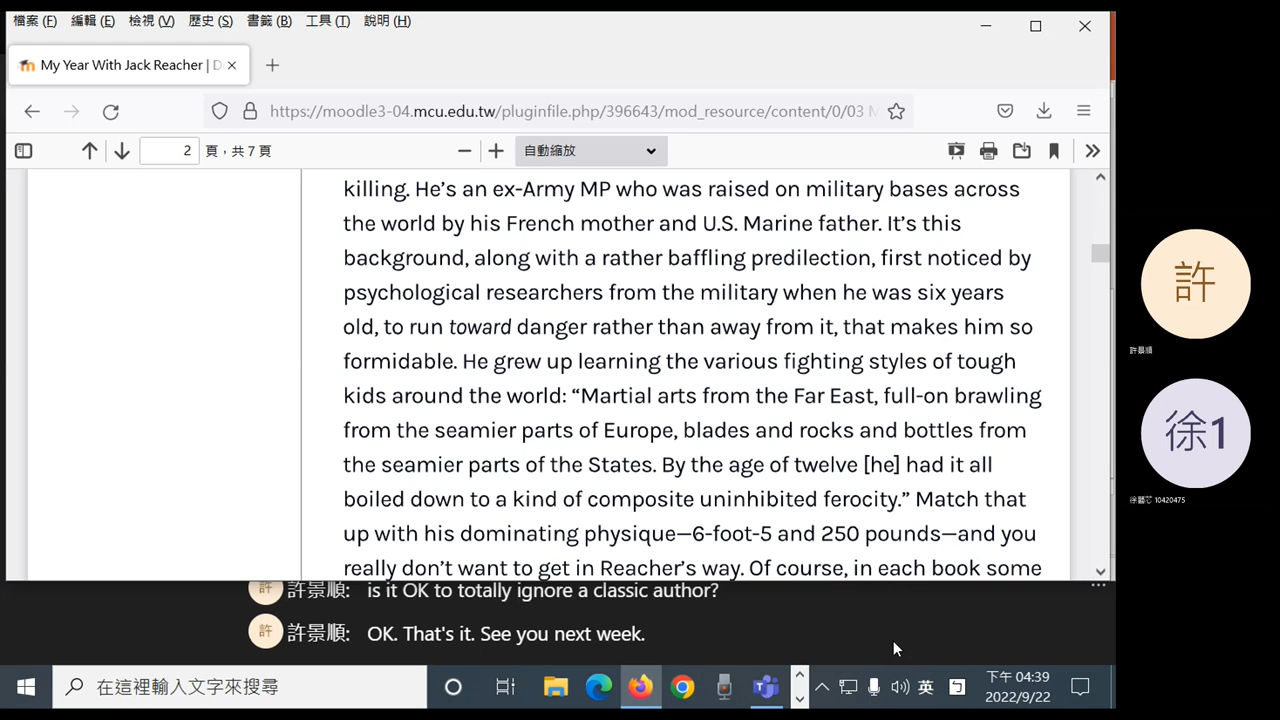 檔案 (F) 編輯 (E) 檢視 (V) 歷史 (S) 書籤 (B) 工具 (T) 說明 (H)
My Year With Jack Reacher | D
https://moodle3-04.mcu.edu.tw/pluginfile.php/396643/mod_resource/content/0/03 M
2 頁，共 7 頁 自動縮放
killing. He’s an ex-Army MP who was raised on military bases across
the world by his French mother and U.S. Marine father. It’s this
background, along with a rather baffling predilection, first noticed by
psychological researchers from the military when he was six years
old, to run toward danger rather than away from it, that makes him so
formidable. He grew up learning the various fighting styles of tough
kids around the world: “Martial arts from the Far East, full-on brawling
from the seamier parts of Europe, blades and rocks and bottles from
the seamier parts of the States. By the age of twelve [he] had it all
boiled down to a kind of composite uninhibited ferocity.” Match that
up with his dominating physique—6-foot-5 and 250 pounds—and you
really don’t want to get in Reacher’s way. Of course, in each book some
許
許景順
徐1
徐藝芯 10420475
許 許景順: is it OK to totally ignore a classic author?
許 許景順: OK. That's it. See you next week.
在這裡輸入文字來搜尋
英
下午 04:39
2022/9/22